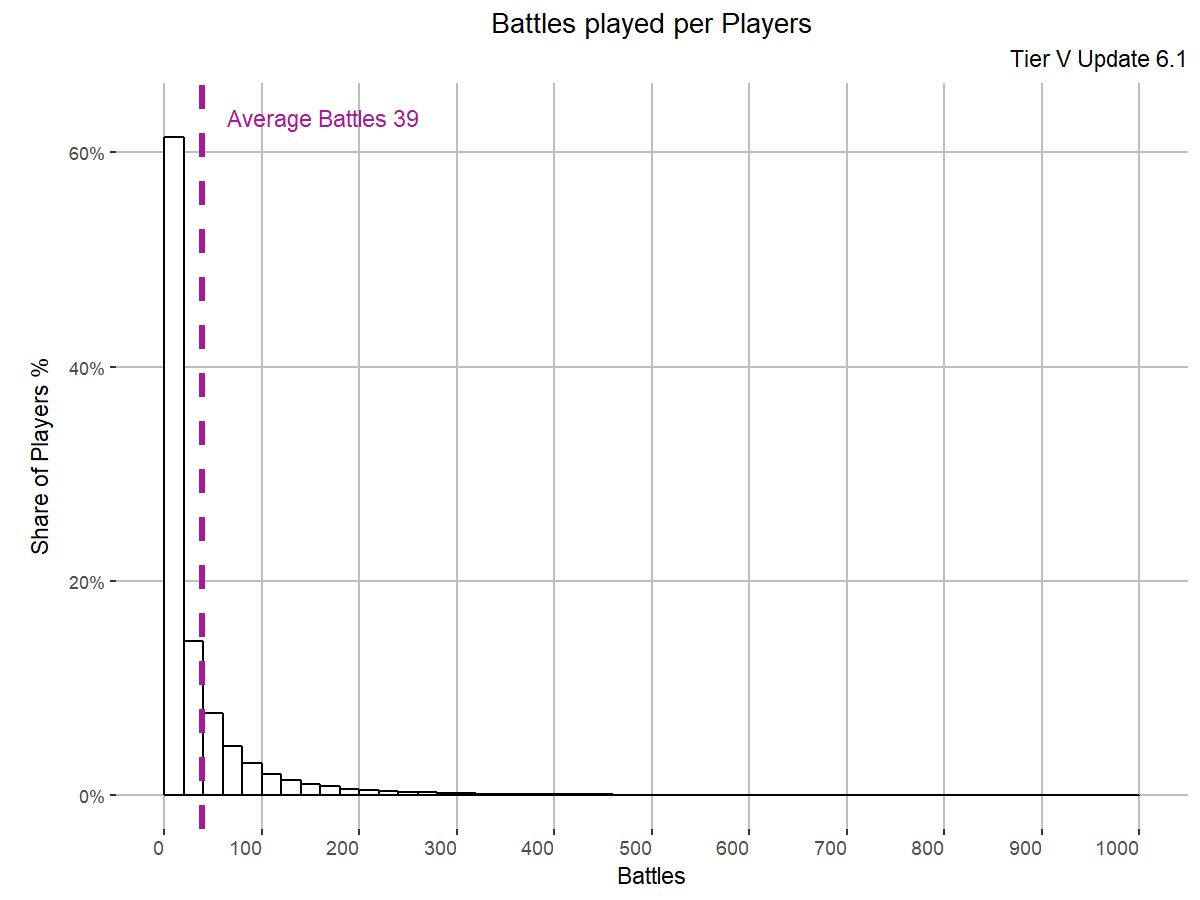 Battles played per Players
Tier V Update 6.1
Average Battles 39
60%
40%
20%
0%
Share of Players %
0 100 200 300 400 500 600 700 800 900 1000
Battles